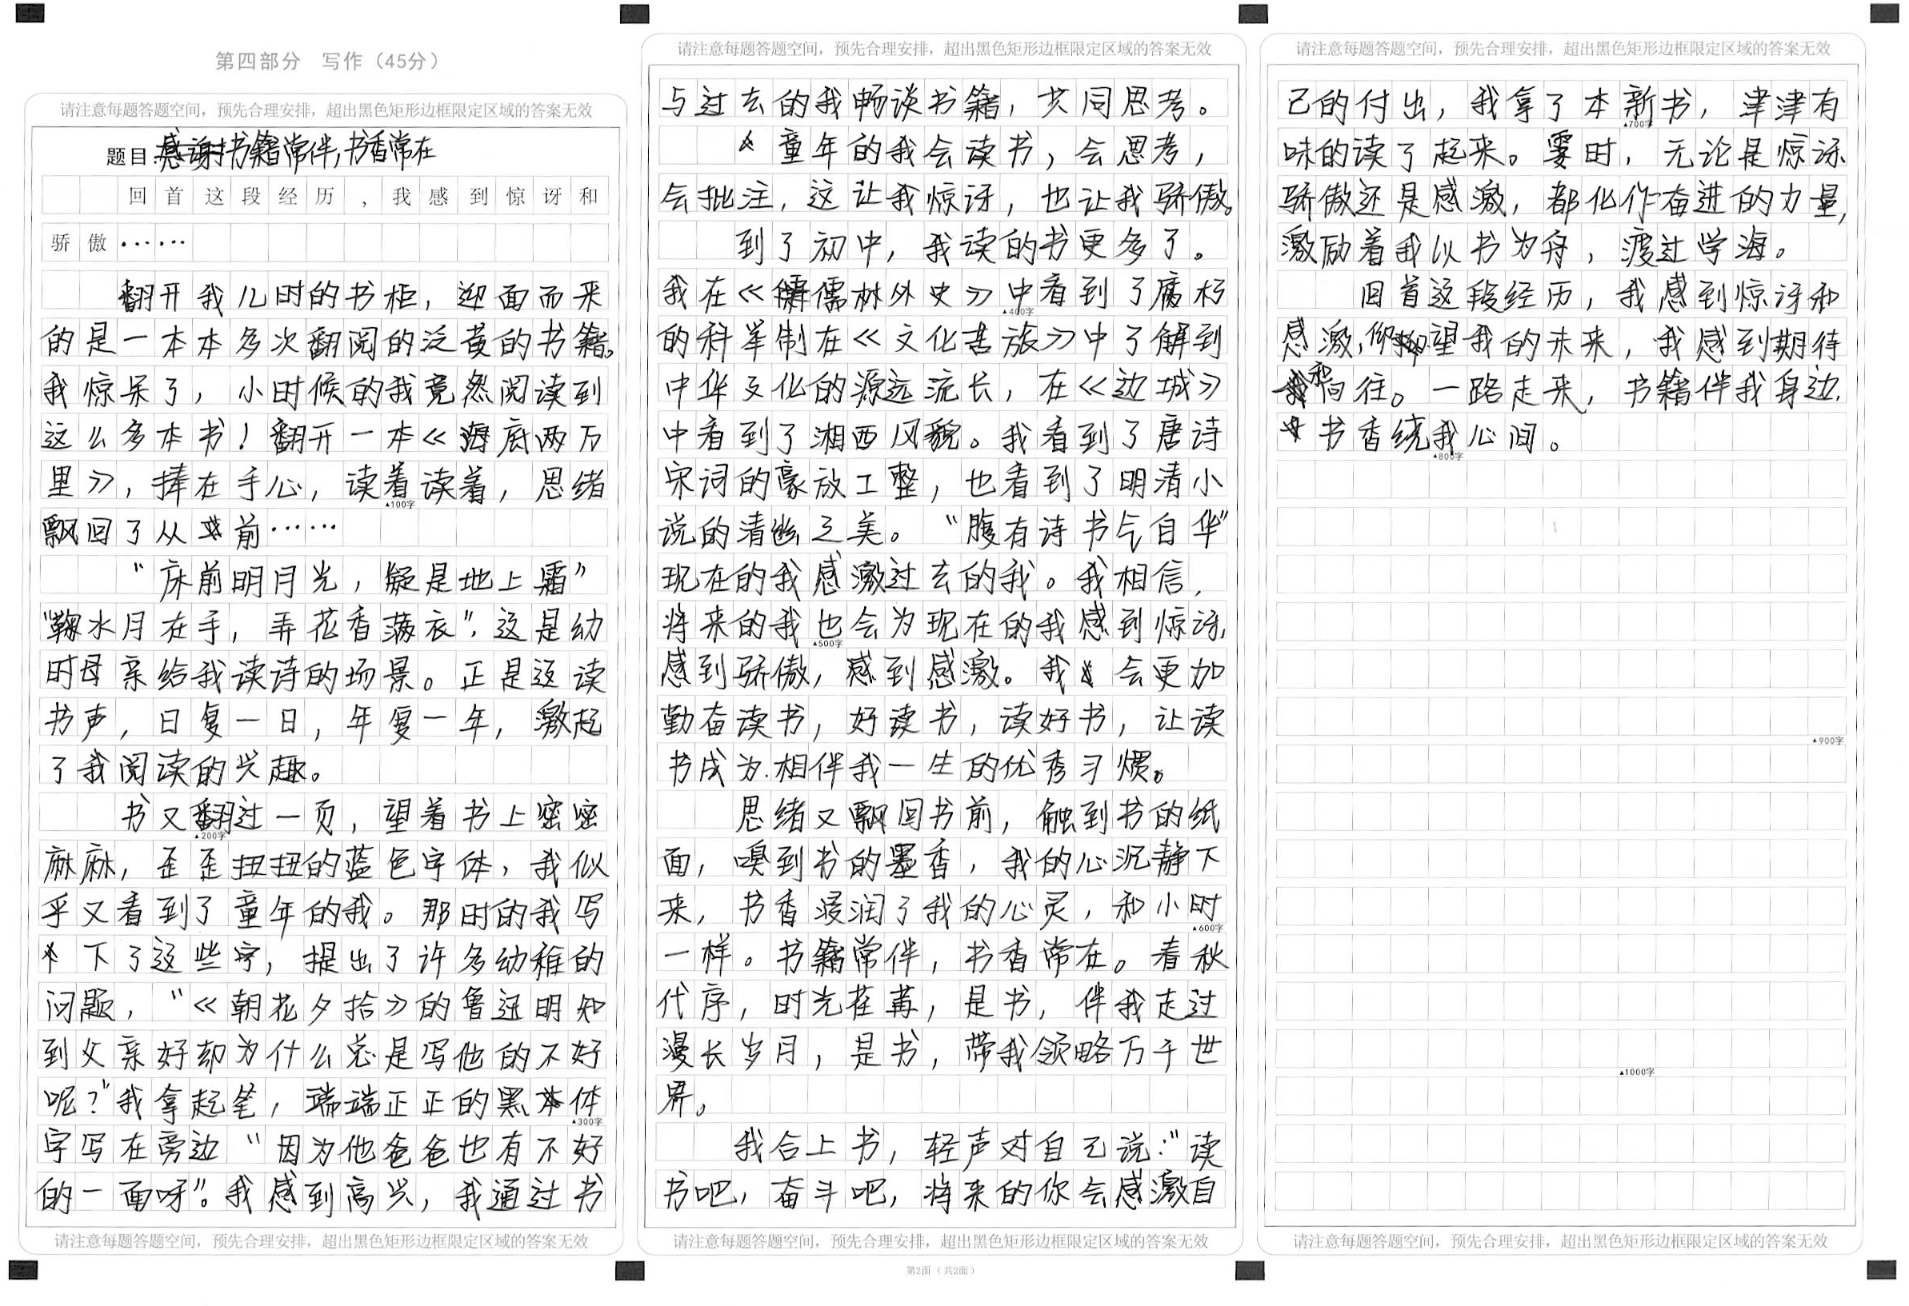 第四部分 写作（45分）
请注意每题答题空间，预先合理安排，超出黑色矩形边框限定区域的答案无效
题目：书籍常伴，书香常在
回首这段经历，我感到惊讶和
骄傲……
翻开我儿时的书柜，迎面而来
的是一本本多次翻阅的泛黄的书籍。
我惊呆了，小时候的我竟然阅读到
这么多本书！翻开一本《海底两万
里》，捧在手心，读着读着，思绪
▲100字
飘回了从前……
“床前明月光，疑是地上霜”
“掬水月在手，弄花香满衣”，这是幼
时母亲给我读诗的场景。正是这读
书声，日复一日，年复一年，激起
了我阅读的兴趣。
书又翻过一页，望着书上密密
▲200字
麻麻，歪歪扭扭的蓝色字体，我似
乎又看到了童年的我。那时的我写
下了这些字，提出了许多幼稚的
问题，“《朝花夕拾》的鲁迅明知
到父亲好却为什么总是写他的不好
呢？”我拿起笔，端端正正的黑体
▲300字
字写在旁边“因为他爸爸也有不好
的一面呀”。我感到高兴，我通过书
请注意每题答题空间，预先合理安排，超出黑色矩形边框限定区域的答案无效
请注意每题答题空间，预先合理安排，超出黑色矩形边框限定区域的答案无效
与过去的我畅谈书籍，共同思考。
童年的我会读书，会思考，
会批注，这让我惊讶，也让我骄傲。
到了初中，我读的书更多了。
我在《儒林外史》中看到了腐朽
▲400字
的科举制在《文化苦旅》中了解到
中华文化的源远流长，在《边城》
中看到了湘西风貌。我看到了唐诗
宋词的豪放工整，也看到了明清小
说的清幽之美。“腹有诗书气自华”
现在的我感激过去的我。我相信，
将来的我也会为现在的我感到惊讶，
▲500字
感到骄傲，感到感激。我会更加
勤奋读书，好读书，读好书，让读
书成为相伴我一生的优秀习惯。
思绪又飘回书前，触到书的纸
面，嗅到书的墨香，我的心沉静下
来，书香浸润了我的心灵，和小时
▲600字
一样。书籍常伴，书香常在。春秋
代序，时光荏苒，是书，伴我走过
漫长岁月，是书，带我领略万千世
界。
我合上书，轻声对自己说：“读
书吧，奋斗吧，将来的你会感激自
请注意每题答题空间，预先合理安排，超出黑色矩形边框限定区域的答案无效
第2面（共2面）
请注意每题答题空间，预先合理安排，超出黑色矩形边框限定区域的答案无效
己的付出，我拿了本新书，津津有
▲700字
味的读了起来。霎时，无论是惊讶
骄傲还是感激，都化作奋进的力量，
激励着我以书为舟，渡过学海。
回首这段经历，我感到惊讶和
感激，仰望我的未来，我感到期待
和向往。一路走来，书籍伴我身边，
书香绕我心间。
▲800字
▲900字
▲1000字
请注意每题答题空间，预先合理安排，超出黑色矩形边框限定区域的答案无效